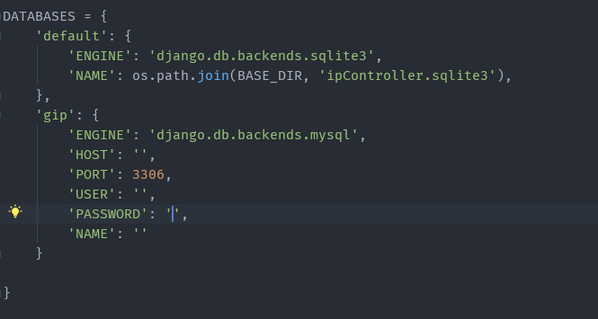 DATABASES = {
    'default': {
        'ENGINE': 'django.db.backends.sqlite3',
        'NAME': os.path.join(BASE_DIR, 'ipController.sqlite3'),
    },
    'gip': {
        'ENGINE': 'django.db.backends.mysql',
        'HOST': '',
        'PORT': 3306,
        'USER': '',
        'PASSWORD': '',
        'NAME': ''
    }
}